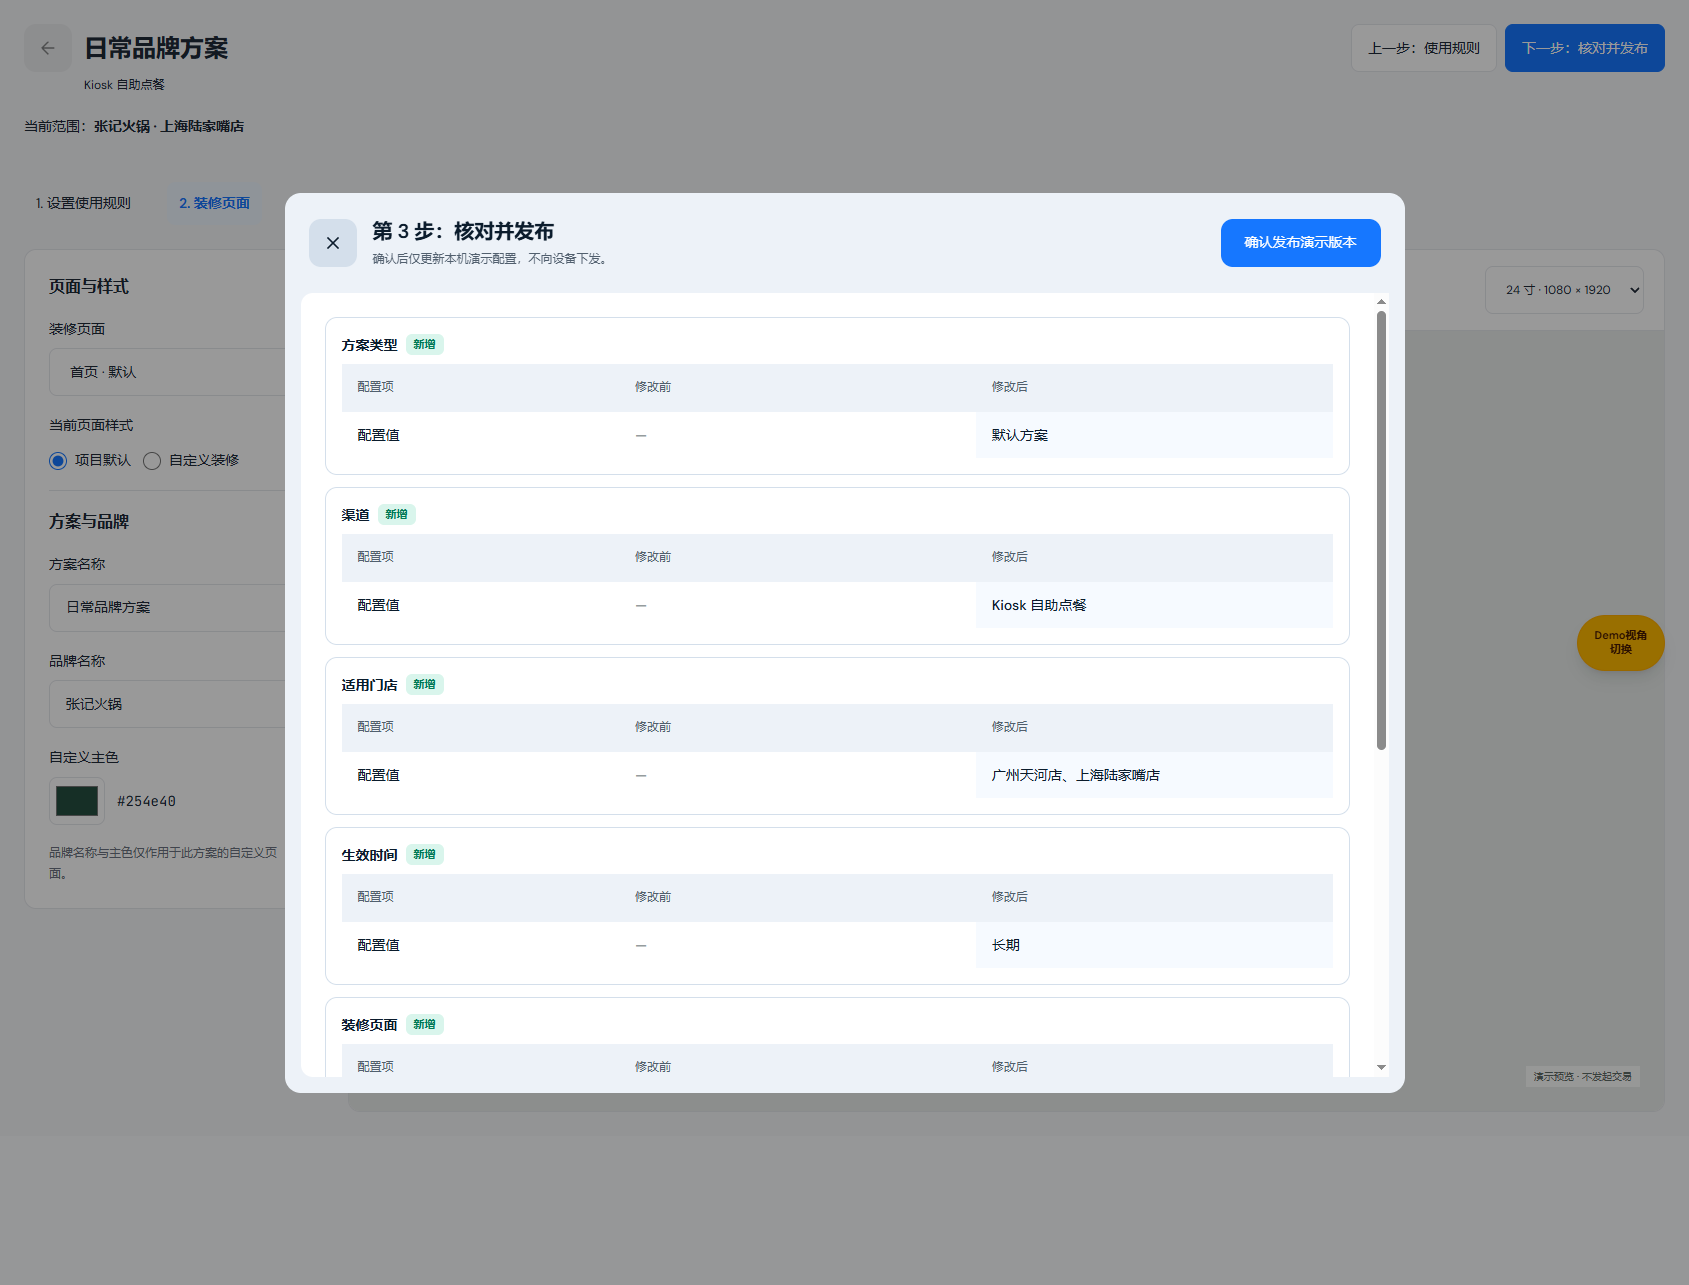 日常品牌方案
Kiosk 自助点餐
上一步：使用规则
下一步：核对并发布
当前范围：张记火锅 · 上海陆家嘴店
1. 设置使用规则
2. 装修页面
页面与样式
装修页面
首页 · 默认
当前页面样式
项目默认
自定义装修
方案与品牌
方案名称
日常品牌方案
品牌名称
张记火锅
自定义主色
#254e40
品牌名称与主色仅作用于此方案的自定义页
面。
24 寸 · 1080 × 1920
Demo视角
切换
演示预览 · 不发起交易
第 3 步：核对并发布
确认后仅更新本机演示配置，不向设备下发。
确认发布演示版本
方案类型 新增
配置项 修改前 修改后
配置值 — 默认方案
渠道 新增
配置项 修改前 修改后
配置值 — Kiosk 自助点餐
适用门店 新增
配置项 修改前 修改后
配置值 — 广州天河店、上海陆家嘴店
生效时间 新增
配置项 修改前 修改后
配置值 — 长期
装修页面 新增
配置项 修改前 修改后